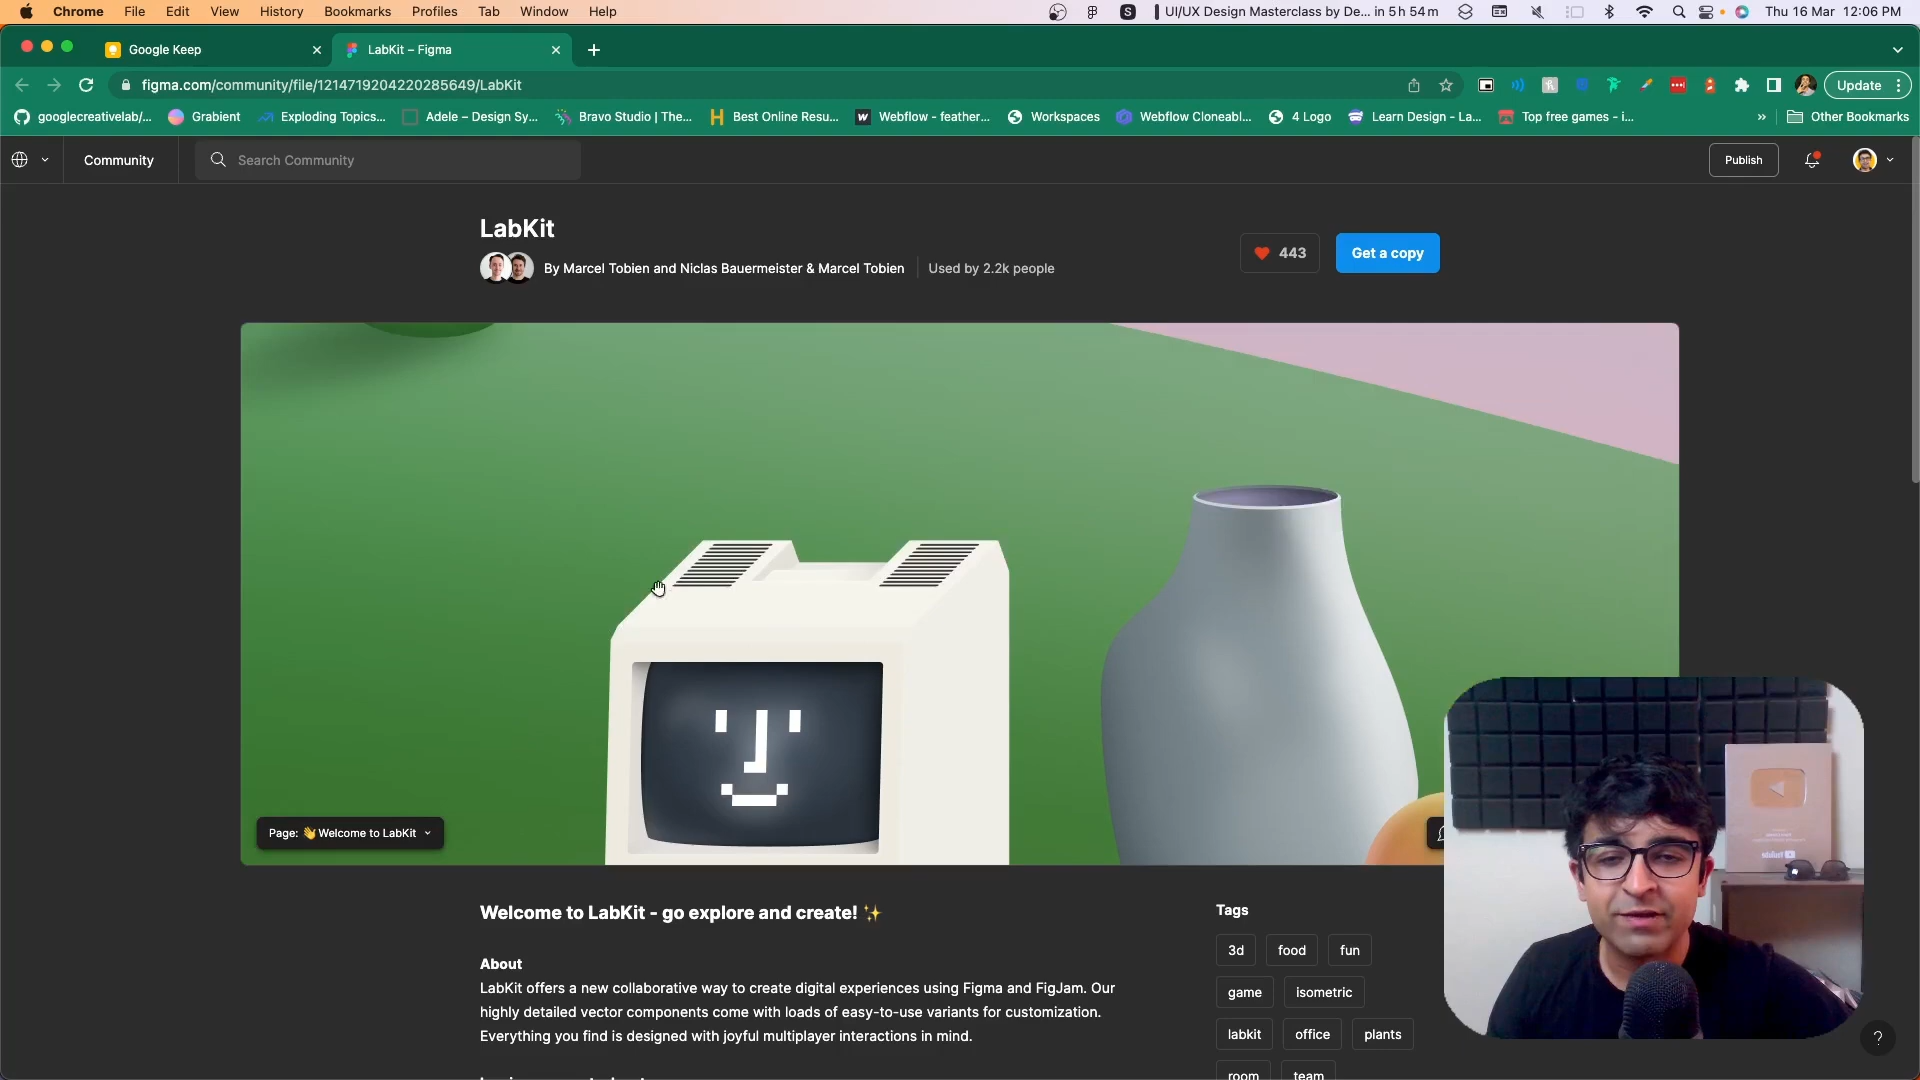 Chrome File Edit View History Bookmarks Profiles Tab Window Help
S UI/UX Design Masterclass by De... in 5h 54m Thu 16 Mar 12:06 PM
Google Keep
LabKit – Figma
figma.com/community/file/1214719204220285649/LabKit
Update
googlecreativelab/...
Grabient
Exploding Topics...
Adele – Design Sy...
Bravo Studio | The...
Best Online Resu...
Webflow - feather...
Workspaces
Webflow Cloneabl...
4 Logo
Learn Design - La...
Top free games - i...
»
Other Bookmarks
Community
Search Community
Publish
LabKit
By Marcel Tobien and Niclas Bauermeister & Marcel Tobien
Used by 2.2k people
443
Get a copy
Page: 👋 Welcome to LabKit
Welcome to LabKit - go explore and create! ✨
About
LabKit offers a new collaborative way to create digital experiences using Figma and FigJam. Our
highly detailed vector components come with loads of easy-to-use variants for customization.
Everything you find is designed with joyful multiplayer interactions in mind.
Tags
3d food fun
game isometric
labkit office plants
room team
?